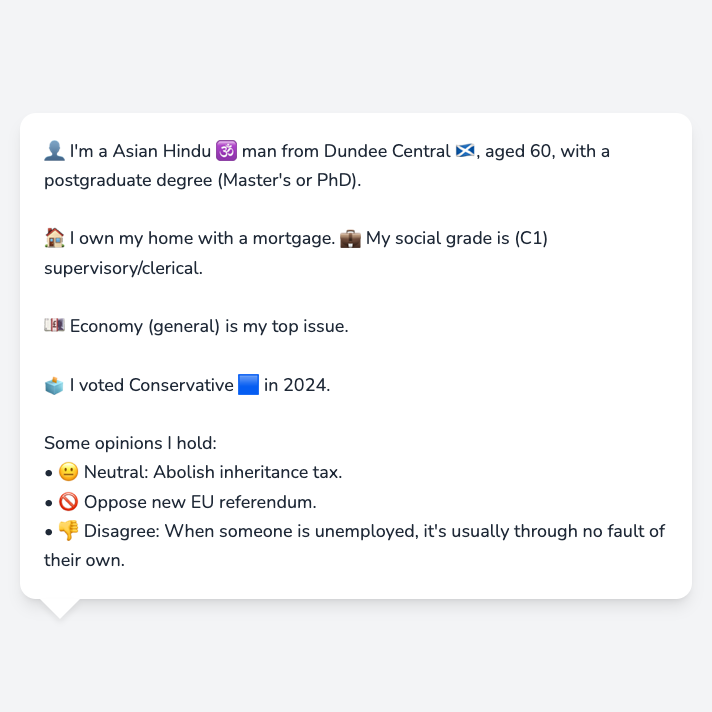 👤 I'm a Asian Hindu 🕉️ man from Dundee Central 🏴󠁧󠁢󠁳󠁣󠁴󠁿, aged 60, with a
postgraduate degree (Master's or PhD).
🏠 I own my home with a mortgage. 💼 My social grade is (C1)
supervisory/clerical.
💷 Economy (general) is my top issue.
🗳️ I voted Conservative 🟦 in 2024.
Some opinions I hold:
• 😐 Neutral: Abolish inheritance tax.
• 🚫 Oppose new EU referendum.
• 👎 Disagree: When someone is unemployed, it's usually through no fault of
their own.